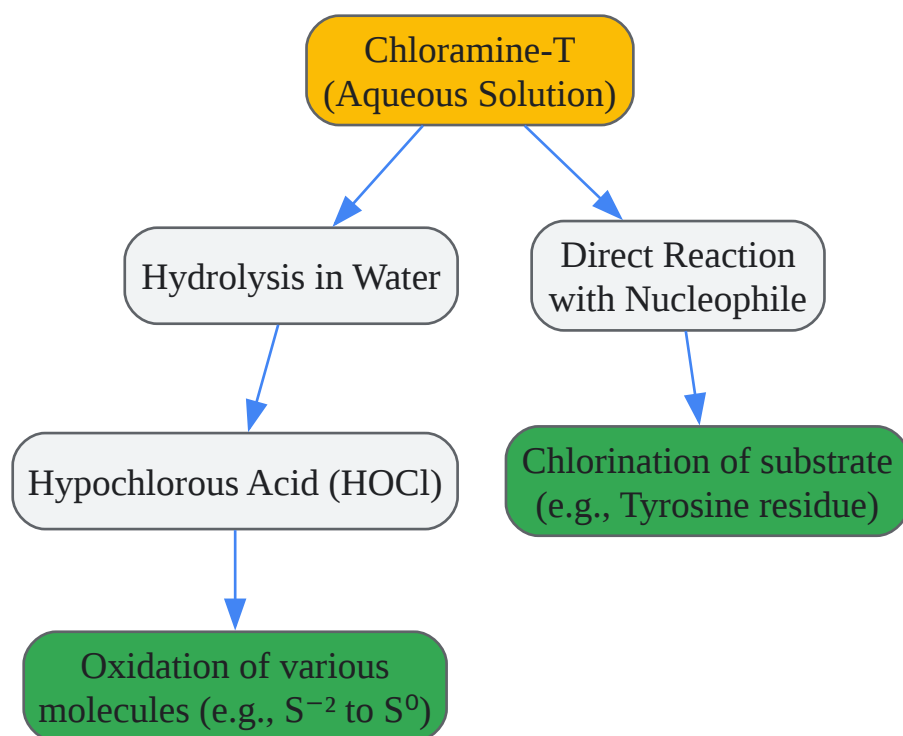 Chloramine-T
(Aqueous Solution)
Hydrolysis in Water
Direct Reaction
with Nucleophile
Hypochlorous Acid (HOCl)
Chlorination of substrate
(e.g., Tyrosine residue)
Oxidation of various
molecules (e.g., S⁻² to S⁰)